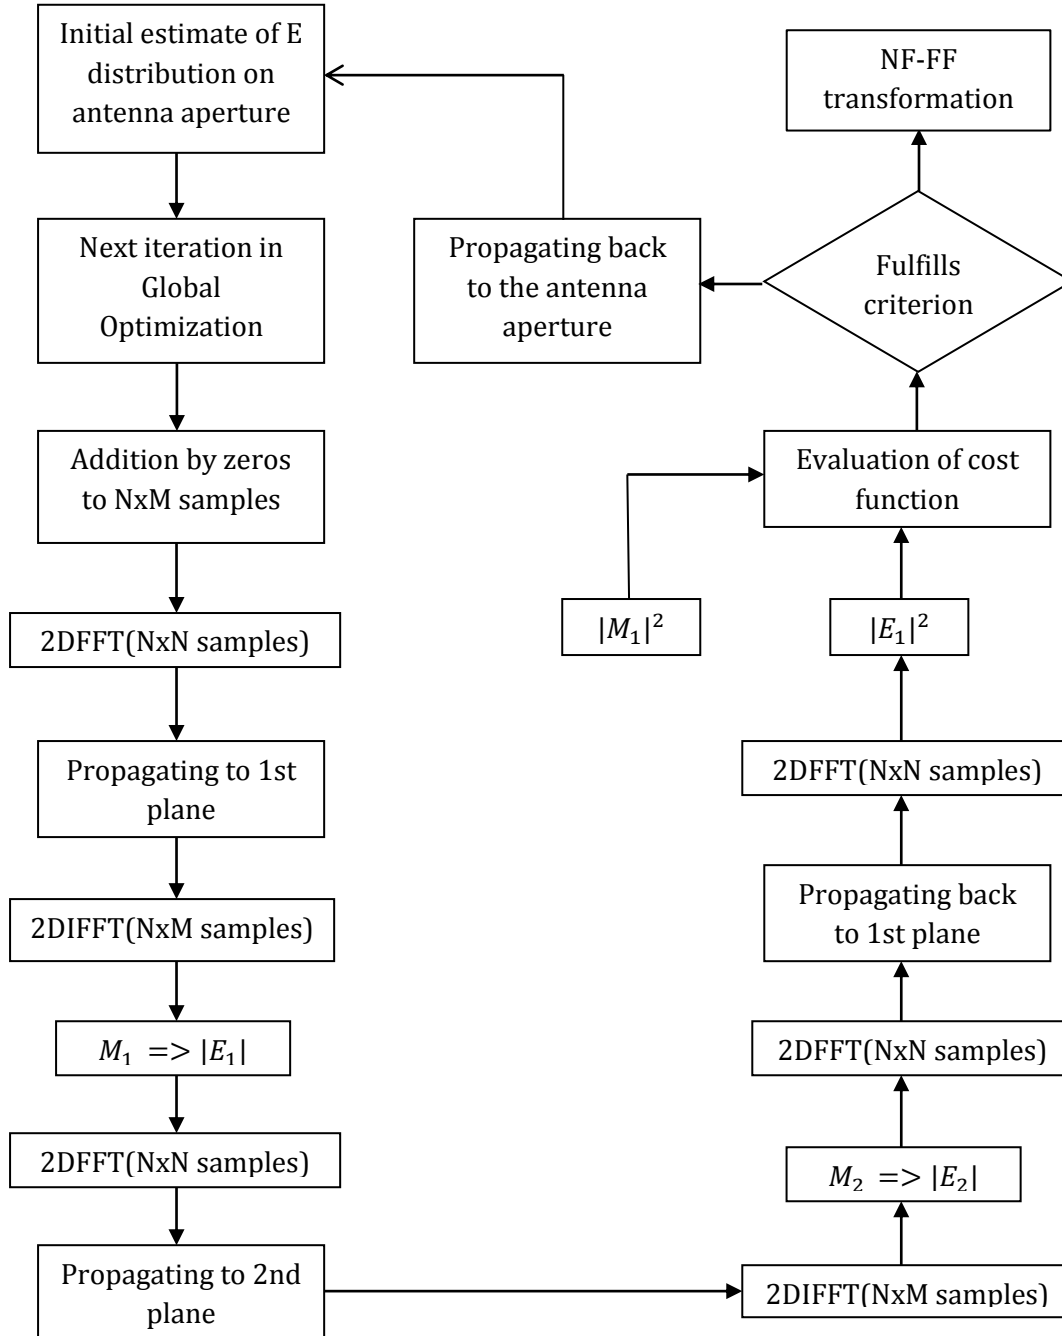 Initial estimate of E
distribution on
antenna aperture
Next iteration in
Global
Optimization
Addition by zeros
to NxM samples
2DFFT(NxN samples)
Propagating to 1st
plane
2DIFFT(NxM samples)
M₁ => |E₁|
2DFFT(NxN samples)
Propagating to 2nd
plane
2DIFFT(NxM samples)
M₂ => |E₂|
2DFFT(NxN samples)
Propagating back
to 1st plane
2DFFT(NxN samples)
|E₁|²
|M₁|²
Evaluation of cost
function
Fulfills
criterion
Propagating back
to the antenna
aperture
NF-FF
transformation